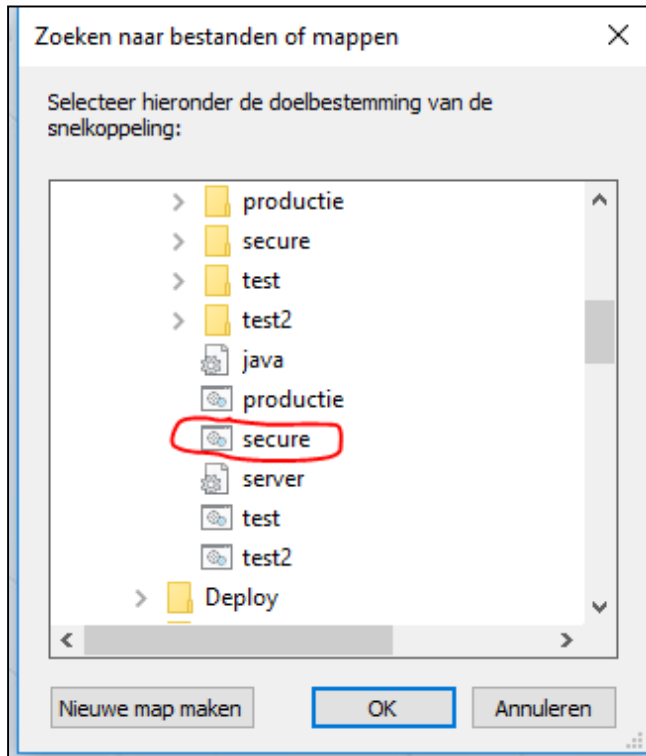 Zoeken naar bestanden of mappen
Selecteer hieronder de doelbestemming van de
snelkoppeling:
productie
secure
test
test2
java
productie
secure
server
test
test2
Deploy
Nieuwe map maken
OK
Annuleren